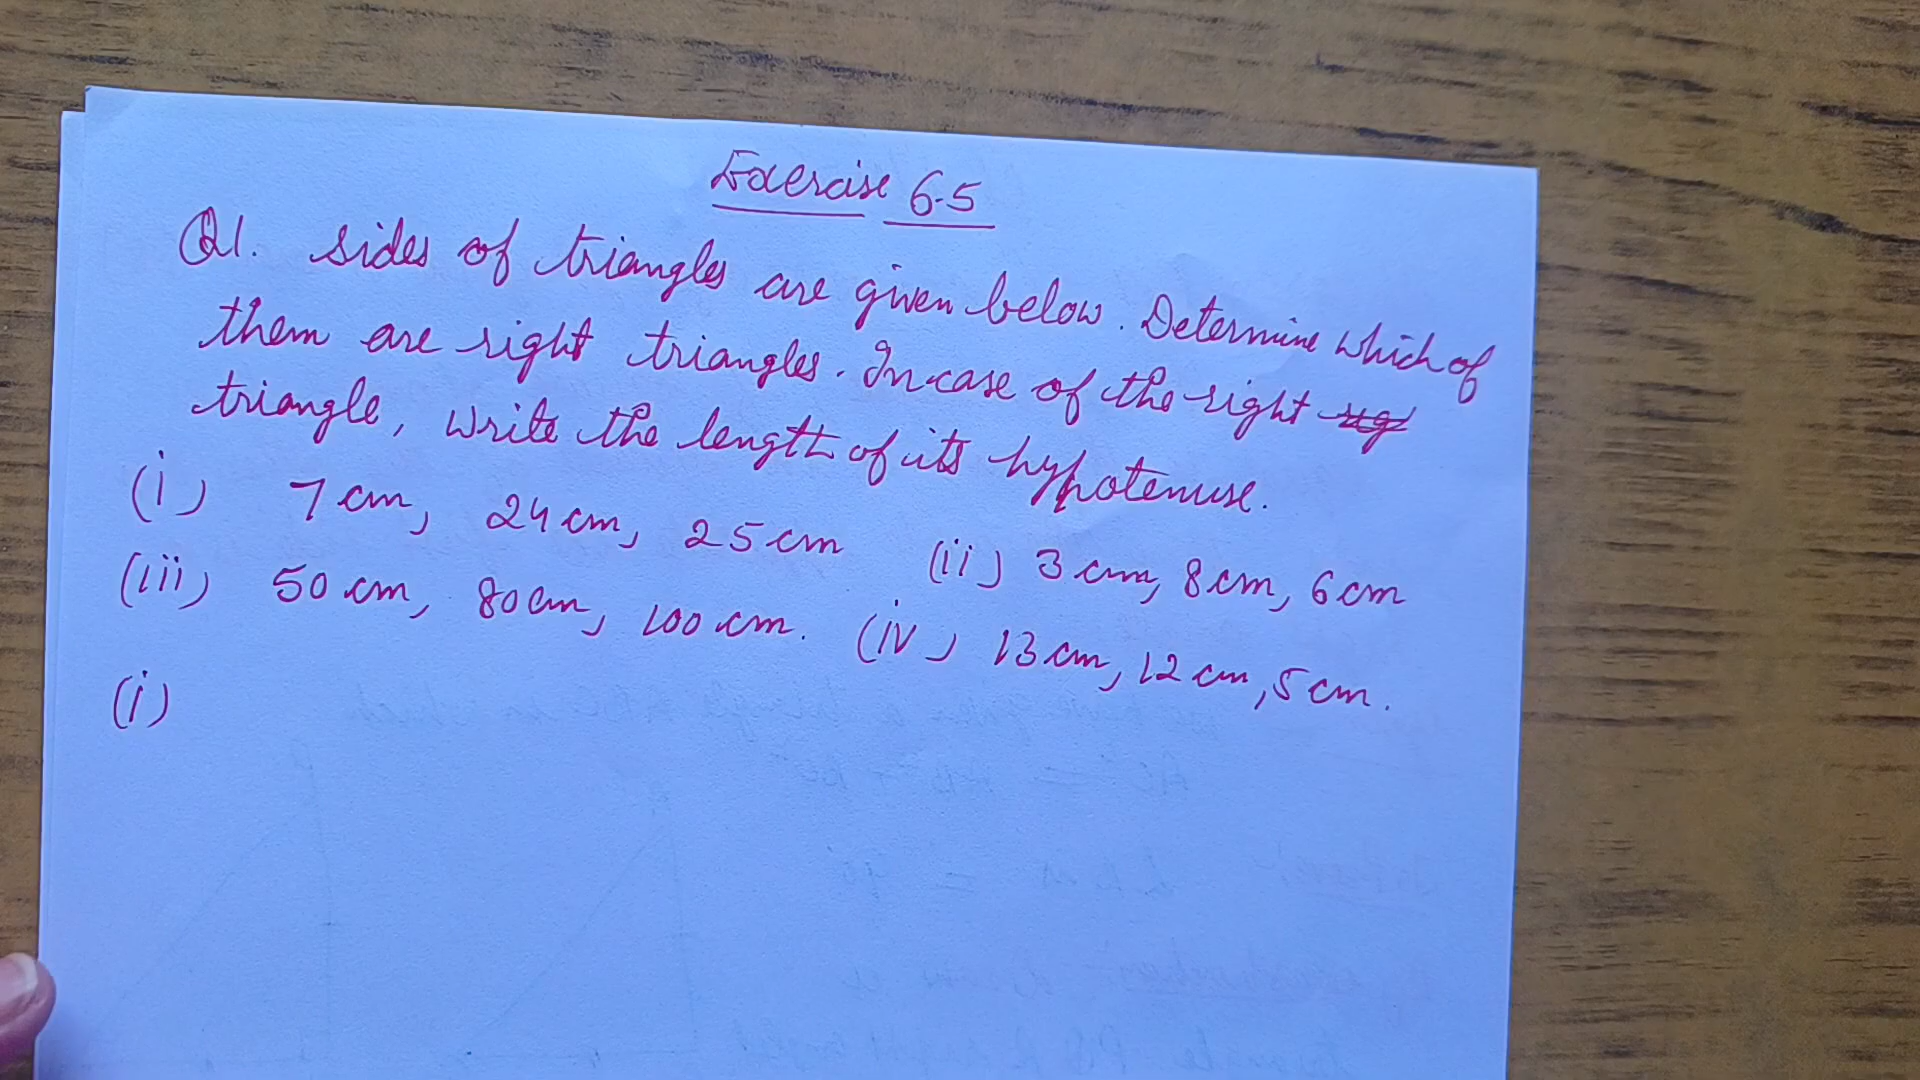 Exercise 6.5
Q1. sides of triangles are given below. Determine which of
them are right triangles. In case of the right rig
triangle, write the length of its hypotenuse.
(i) 7 cm, 24 cm, 25 cm (ii) 3 cm, 8 cm, 6 cm
(iii) 50 cm, 80 cm, 100 cm. (iv) 13 cm, 12 cm, 5 cm.
(i)